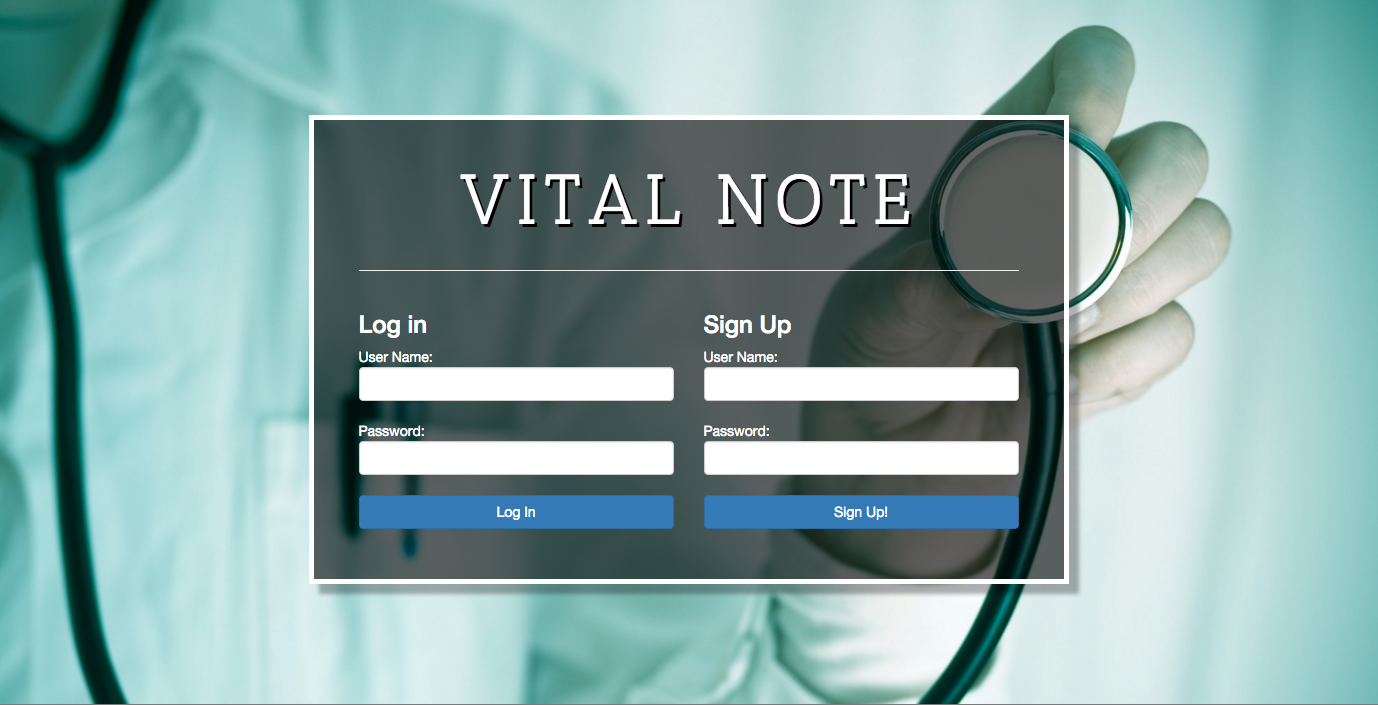 VITAL NOTE
Log in
User Name:
Password:
Log In
Sign Up
User Name:
Password:
Sign Up!